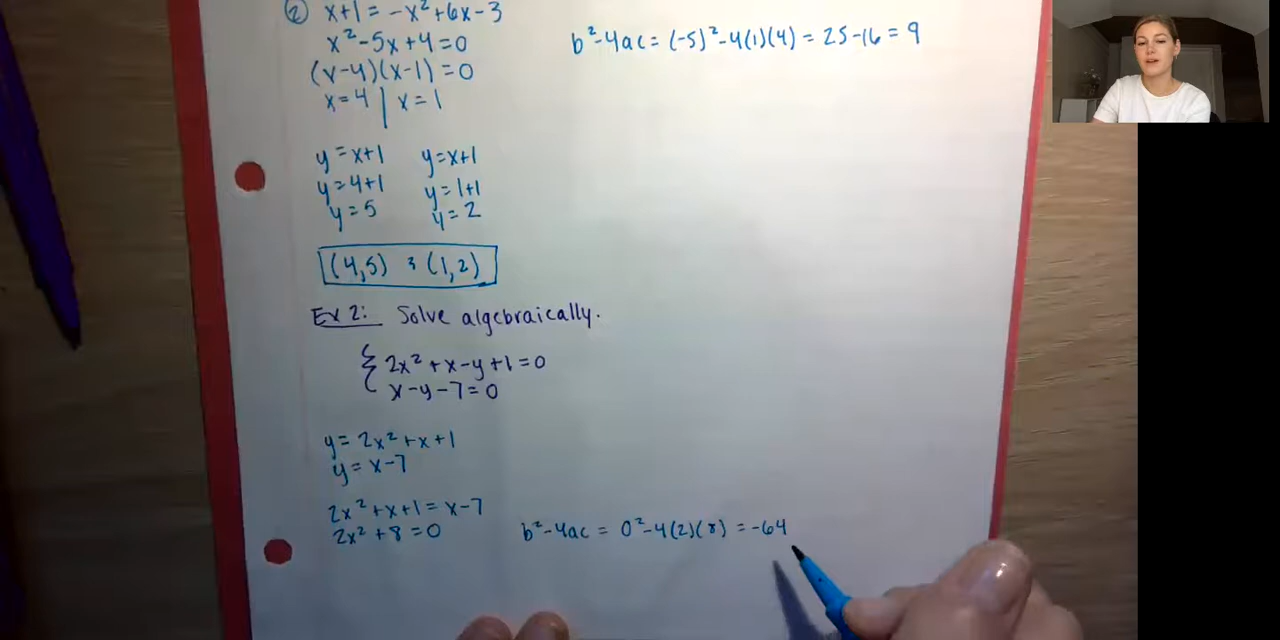 ② x+1 = -x²+6x-3
x²-5x+4=0
(x-4)(x-1)=0
x=4 | x=1
b²-4ac = (-5)²-4(1)(4) = 25-16 = 9
y=x+1 y=x+1
y=4+1 y=1+1
y=5 y=2
(4,5) & (1,2)
Ex 2: Solve algebraically.
{ 2x²+x-y+1=0
x-y-7=0
y=2x²+x+1
y=x-7
2x²+x+1=x-7
2x²+8=0
b²-4ac = 0²-4(2)(8) = -64